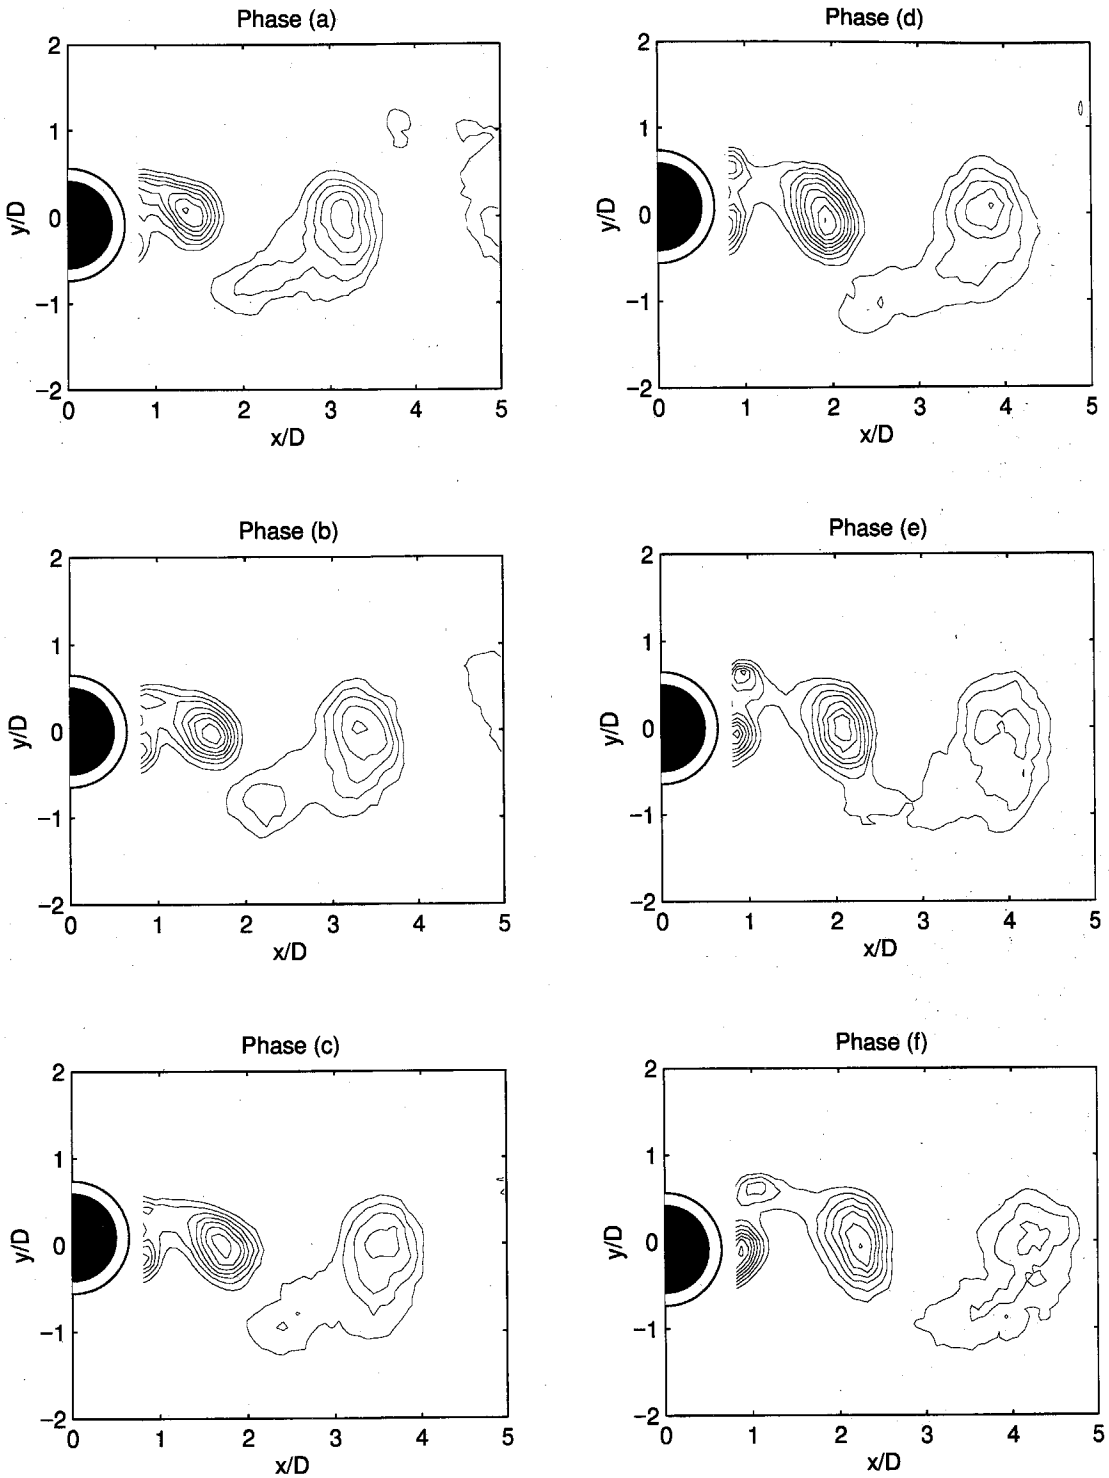 Phase (a)
2
1
0
−1
−2
y/D
0 1 2 3 4 5
x/D
Phase (d)
2
1
0
−1
−2
y/D
0 1 2 3 4 5
x/D
Phase (b)
2
1
0
−1
−2
y/D
0 1 2 3 4 5
x/D
Phase (e)
2
1
0
−1
−2
y/D
0 1 2 3 4 5
x/D
Phase (c)
2
1
0
−1
−2
y/D
0 1 2 3 4 5
x/D
Phase (f)
2
1
0
−1
−2
y/D
0 1 2 3 4 5
x/D